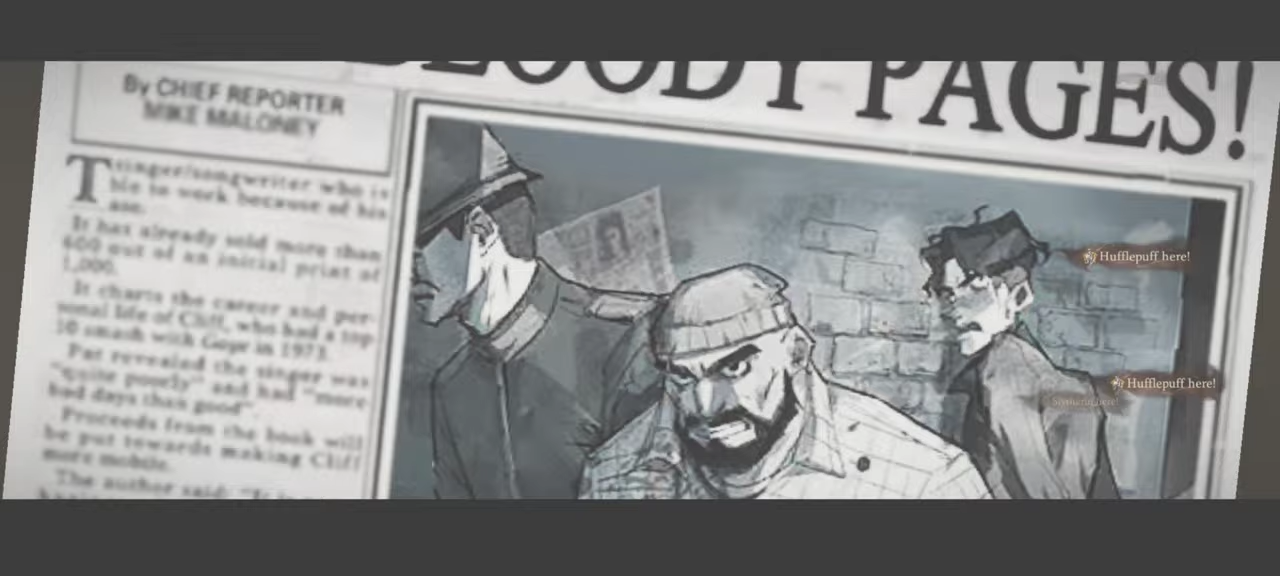 BLOODY PAGES!
By CHIEF REPORTER
MIKE MALONEY
singer/songwriter who is
ble to work because of his
It has already sold more than
600 out of an initial print of
1,000.
It charts the career and per-
sonal life of Cliff, who had a top
10 smash with Gaye in 1973.
Pat revealed the singer was
"quite poorly" and had "more
bad days than good".
Proceeds from the book will
be put towards making Cliff
more mobile.
The author said:
Hufflepuff here!
Hufflepuff here!
Slytherin here!